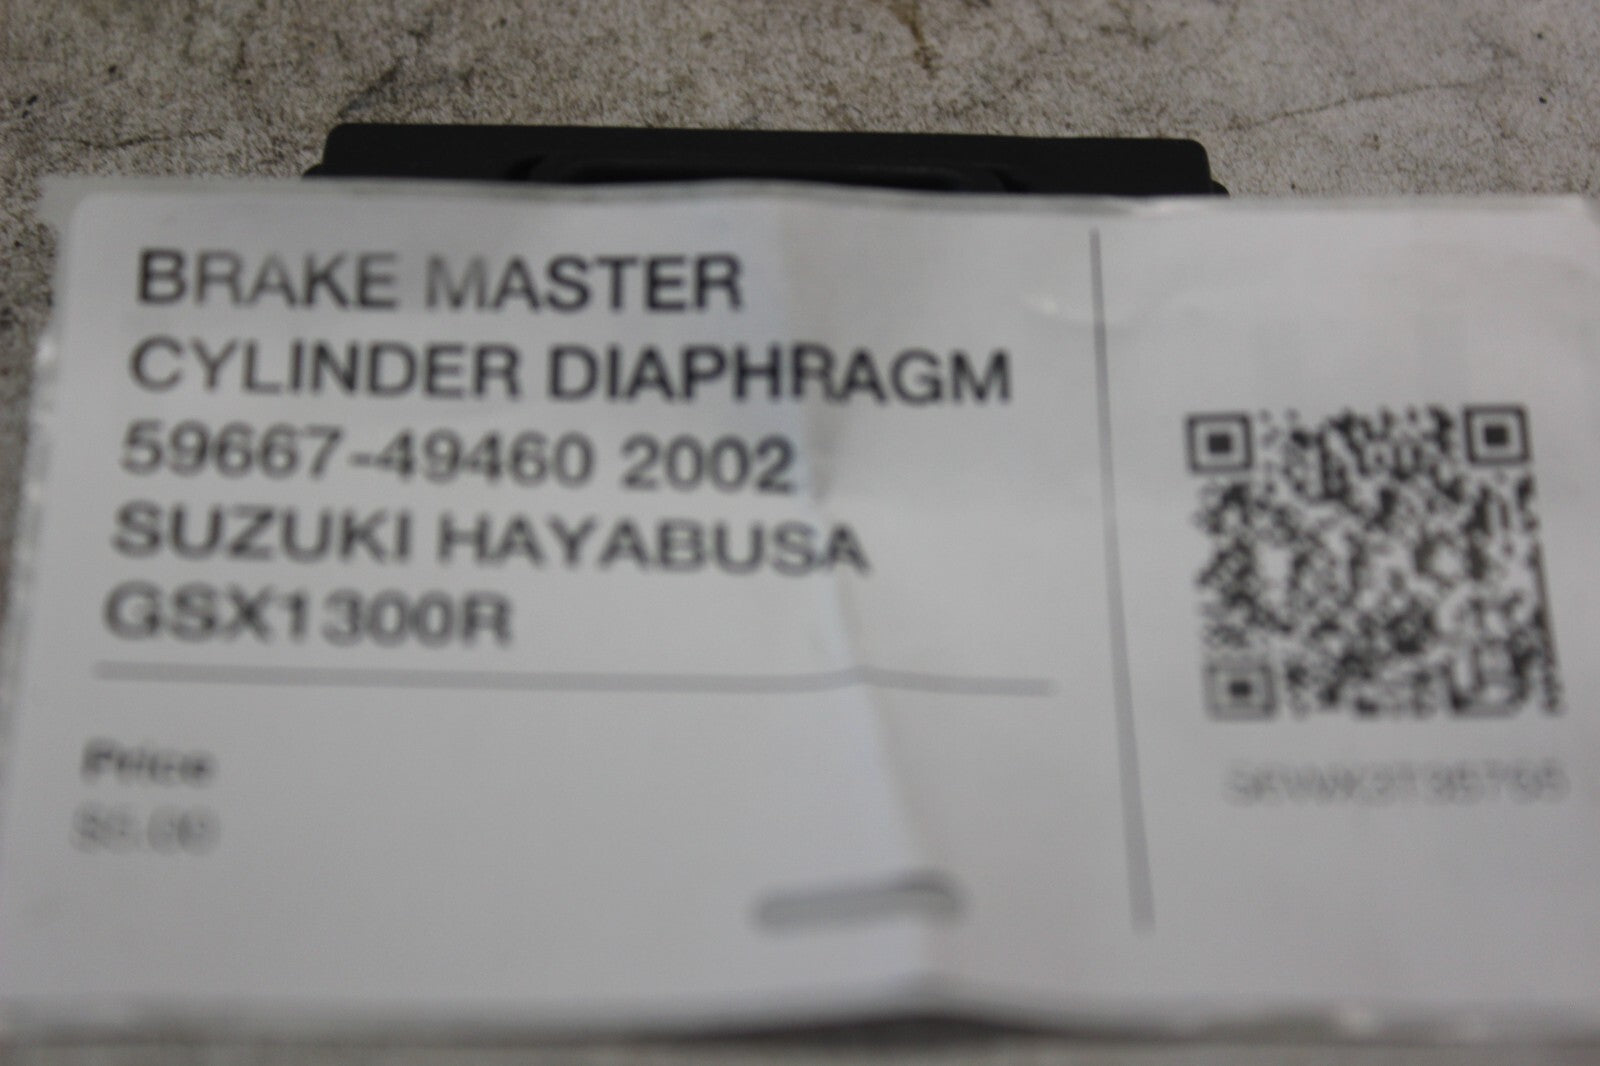 BRAKE MASTER
CYLINDER DIAPHRAGM
59667-49460 2002
SUZUKI HAYABUSA
GSX1300R
Price